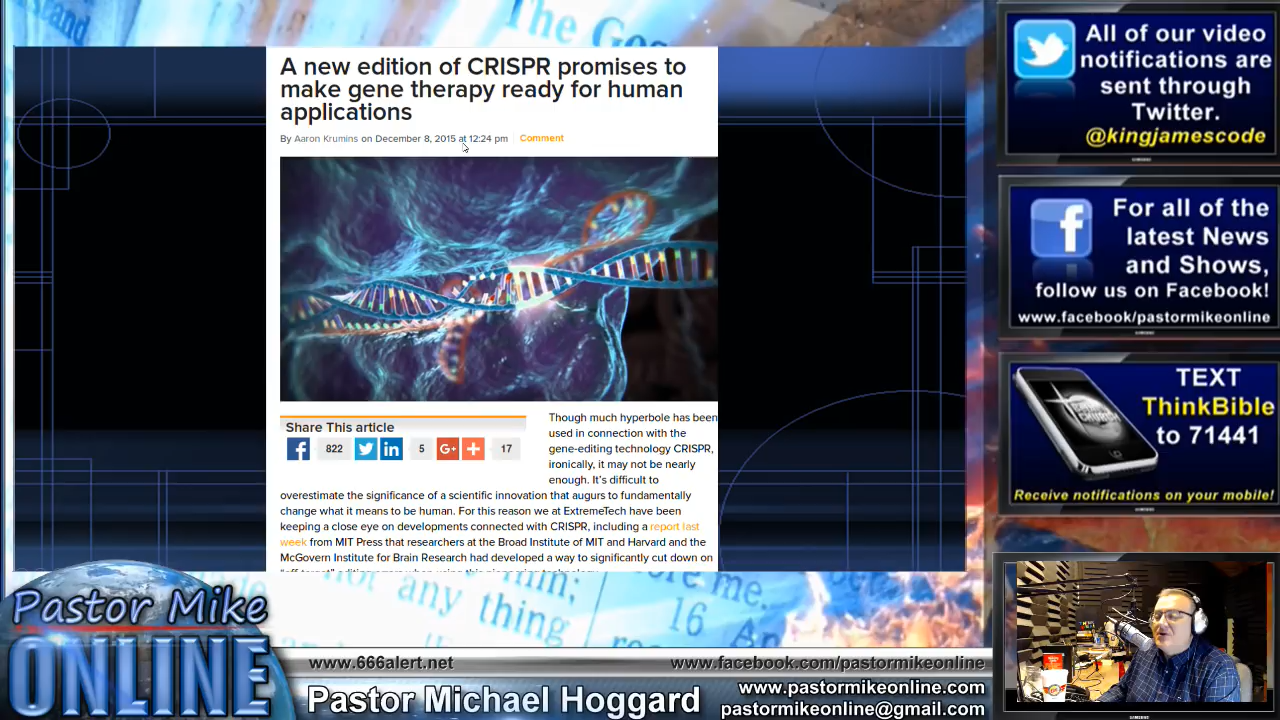 The Gos
A new edition of CRISPR promises to
make gene therapy ready for human
applications
By Aaron Krumins on December 8, 2015 at 12:24 pm Comment
Share This article
822
5
17
Though much hyperbole has been
used in connection with the
gene-editing technology CRISPR,
ironically, it may not be nearly
enough. It's difficult to
overestimate the significance of a scientific innovation that augurs to fundamentally
change what it means to be human. For this reason we at ExtremeTech have been
keeping a close eye on developments connected with CRISPR, including a report last
week from MIT Press that researchers at the Broad Institute of MIT and Harvard and the
McGovern Institute for Brain Research had developed a way to significantly cut down on
All of our video
notifications are
sent through
Twitter.
@kingjamescode
For all of the
latest News
and Shows,
follow us on Facebook!
www.facebook/pastormikeonline
TEXT
ThinkBible
to 71441
Receive notifications on your mobile!
not any thing
16
Pastor Mike
ONLINE
www.666alert.net
www.facebook.com/pastormikeonline
Pastor Michael Hoggard
www.pastormikeonline.com
pastormikeonline@gmail.com